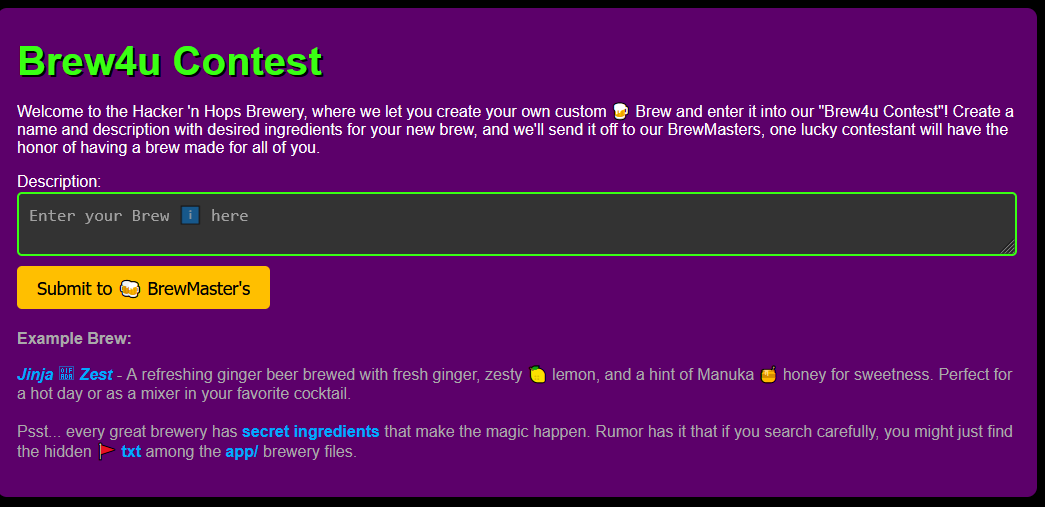 Brew4u Contest
Welcome to the Hacker 'n Hops Brewery, where we let you create your own custom 🍺 Brew and enter it into our "Brew4u Contest"! Create a
name and description with desired ingredients for your new brew, and we'll send it off to our BrewMasters, one lucky contestant will have the
honor of having a brew made for all of you.
Description:
Enter your Brew ℹ️ here
Submit to 🍻 BrewMaster's
Example Brew:
Jinja Zest - A refreshing ginger beer brewed with fresh ginger, zesty 🍋 lemon, and a hint of Manuka 🍯 honey for sweetness. Perfect for
a hot day or as a mixer in your favorite cocktail.
Psst... every great brewery has secret ingredients that make the magic happen. Rumor has it that if you search carefully, you might just find
the hidden 🚩 txt among the app/ brewery files.